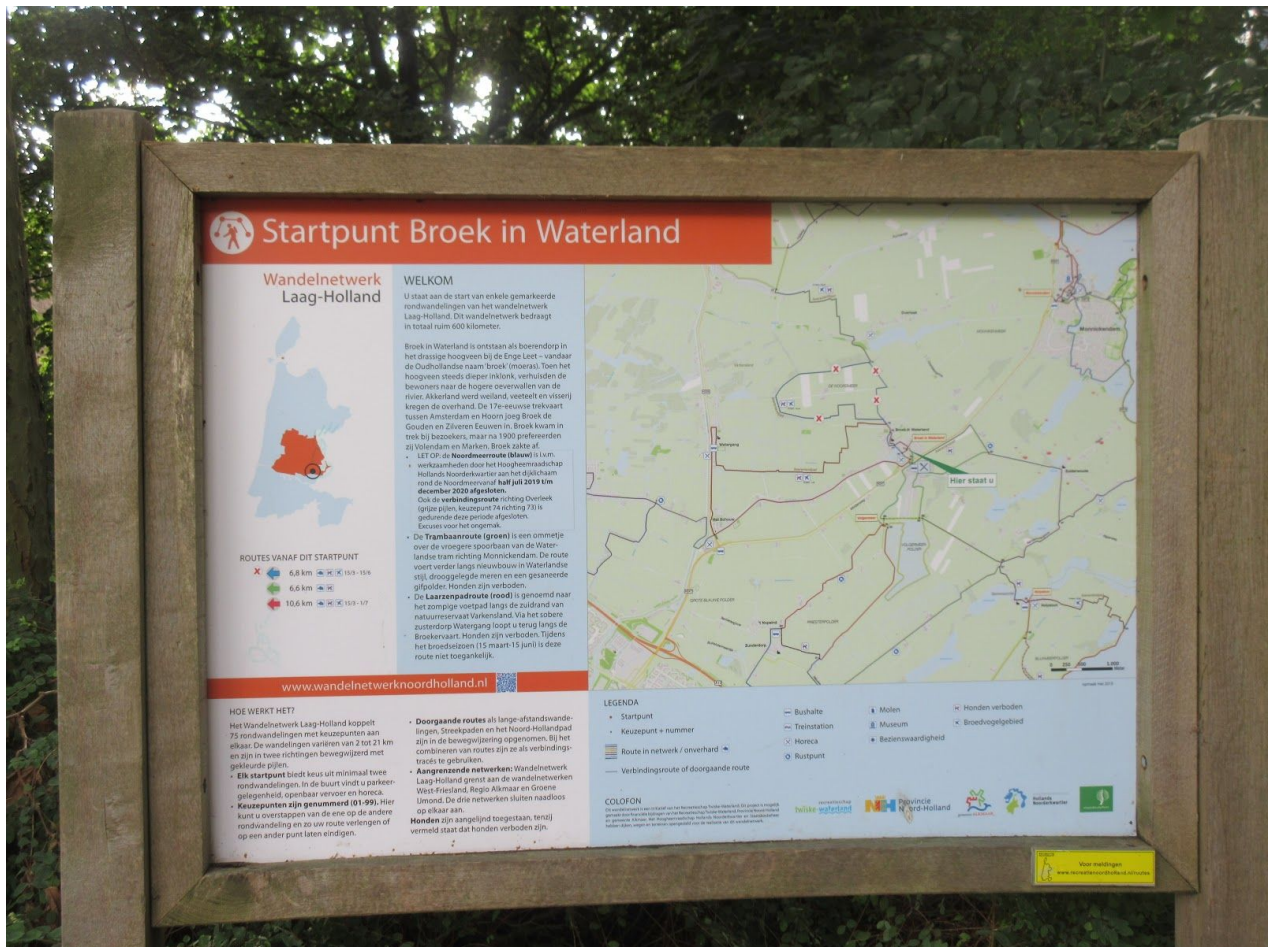 Startpunt Broek in Waterland
Wandelnetwerk
Laag-Holland
ROUTES VANAF DIT STARTPUNT
6,8 km 15/3 - 15/6
6,6 km
10,6 km
WELKOM
U staat aan de start van enkele gemarkeerde
rondwandelingen van het wandelnetwerk
Laag-Holland. Dit wandelnetwerk bedraagt
in totaal ruim 600 kilometer.
Broek in Waterland is ontstaan als boerendorp in
het drassige hoogveen bij de Enge Leet – vandaar
de Oudhollandse naam 'broek' (moeras). Toen het
hoogveen steeds dieper inklonk, verhuisden de
bewoners naar de hogere oeverwallen van de
rivier. Akkerland werd weiland, veeteelt en visserij
kregen de overhand. De 17e-eeuwse trekvaart
tussen Amsterdam en Hoorn joeg Broek de
Gouden en Zilveren Eeuwen in. Broek kwam in
trek bij bezoekers, maar na 1900 prefereerden
zij Volendam en Marken. Broek zakte af.
• LET OP: de Noordmeerroute (blauw) is i.v.m.
werkzaamheden door het Hoogheemraadschap
Hollands Noorderkwartier aan het dijklichaam
rond de Noordmeervanaf half juli 2019 t/m
december 2020 afgesloten.
Ook de verbindingsroute richting Overleek
(grijze pijlen, keuzepunt 74 richting 73) is
gedurende deze periode afgesloten.
Excuses voor het ongemak.
• De Trambaanroute (groen) is een ommetje
over de vroegere spoorbaan van de Water-
landse tram richting Monnickendam. De route
voert verder langs nieuwbouw in Waterlandse
stijl, drooggelegde meren en een gesaneerde
gifpolder. Honden zijn verboden.
• De Laarzenpadroute (rood) is genoemd naar
het zompige voetpad langs de zuidrand van
natuurreservaat Varkensland. Via het sobere
zusterdorp Watergang loopt u terug langs de
Broekervaart. Honden zijn verboden. Tijdens
het broedseizoen (15 maart-15 juni) is deze
route niet toegankelijk.
www.wandelnetwerknoordholland.nl
Monnickendam
Hier staat u
Watergang
Zuiderwoude
Zunderdorp
HOE WERKT HET?
Het Wandelnetwerk Laag-Holland koppelt
75 rondwandelingen met keuzepunten aan
elkaar. De wandelingen variëren van 2 tot 21 km
en zijn in twee richtingen bewegwijzerd met
gekleurde pijlen.
• Elk startpunt biedt keus uit minimaal twee
rondwandelingen. In de buurt vindt u parkeer-
gelegenheid, openbaar vervoer en horeca.
• Keuzepunten zijn genummerd (01-99). Hier
kunt u overstappen van de ene op de andere
rondwandeling en zo uw route verlengen of
op een ander punt laten eindigen.
• Doorgaande routes als lange-afstandswande-
lingen, Streekpaden en het Noord-Hollandpad
zijn in de bewegwijzering opgenomen. Bij het
combineren van routes zijn ze als verbindings-
tracés te gebruiken.
• Aangrenzende netwerken: Wandelnetwerk
Laag-Holland grenst aan de wandelnetwerken
West-Friesland, Regio Alkmaar en Groene
IJmond. De drie netwerken sluiten naadloos
op elkaar aan.
Honden zijn aangelijnd toegestaan, tenzij
vermeld staat dat honden verboden zijn.
LEGENDA
Startpunt
Keuzepunt + nummer
Route in netwerk / onverhard
Verbindingsroute of doorgaande route
Bushalte
Treinstation
Horeca
Rustpunt
Molen
Museum
Bezienswaardigheid
Honden verboden
Broedvogelgebied
COLOFON
twiske waterland
Provincie
Noord-Holland
Hollands
Noorderkwartier
Voor meldingen
www.recreatienoordholland.nl/routes